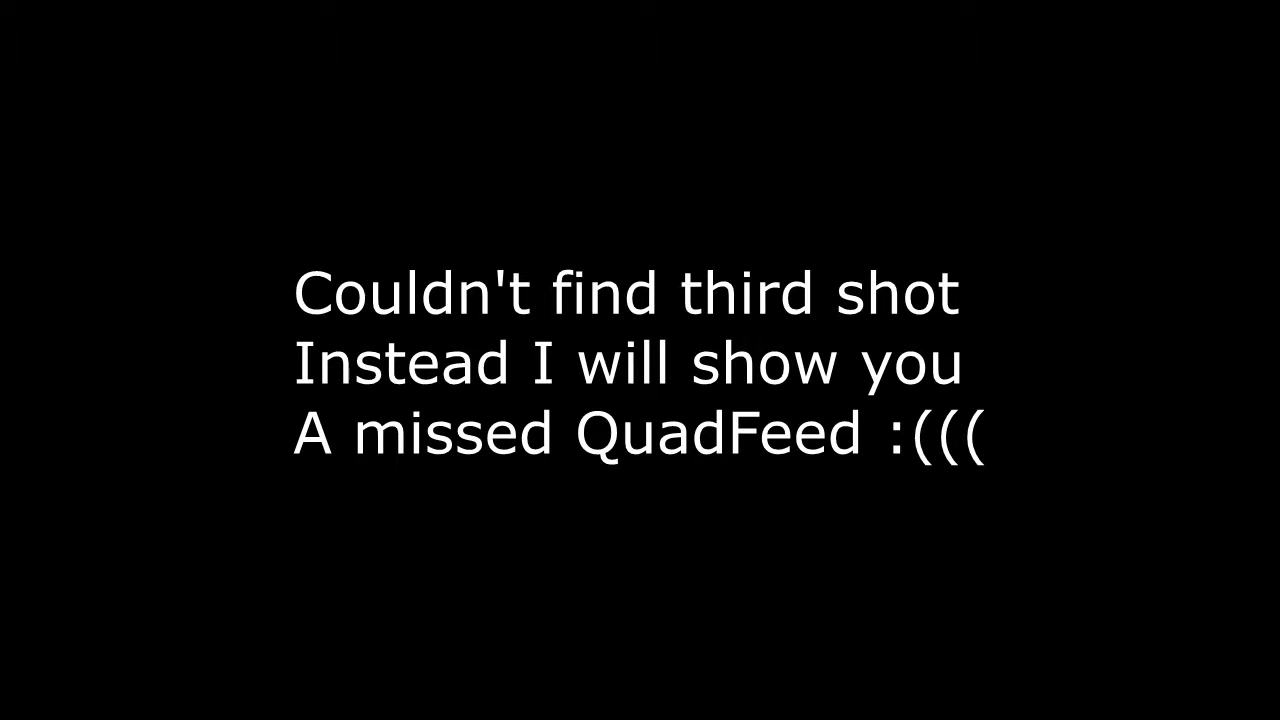 Couldn't find third shot
Instead I will show you
A missed QuadFeed :(((